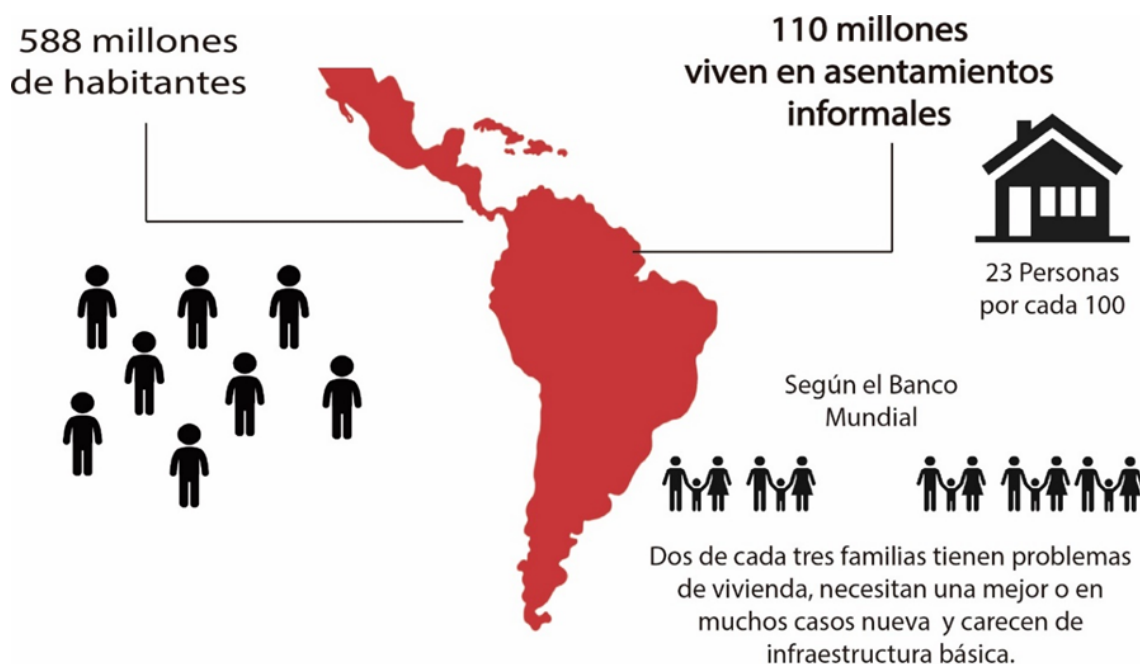 588 millones
de habitantes
110 millones
viven en asentamientos
informales
23 Personas
por cada 100
Según el Banco
Mundial
Dos de cada tres familias tienen problemas
de vivienda, necesitan una mejor o en
muchos casos nueva y carecen de
infraestructura básica.